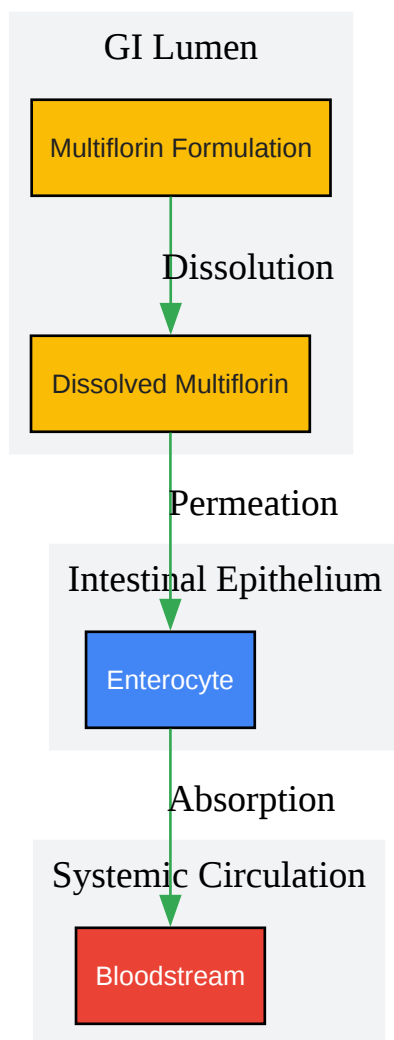 GI Lumen
Multiflorin Formulation
Dissolution
Dissolved Multiflorin
Permeation
Intestinal Epithelium
Enterocyte
Absorption
Systemic Circulation
Bloodstream